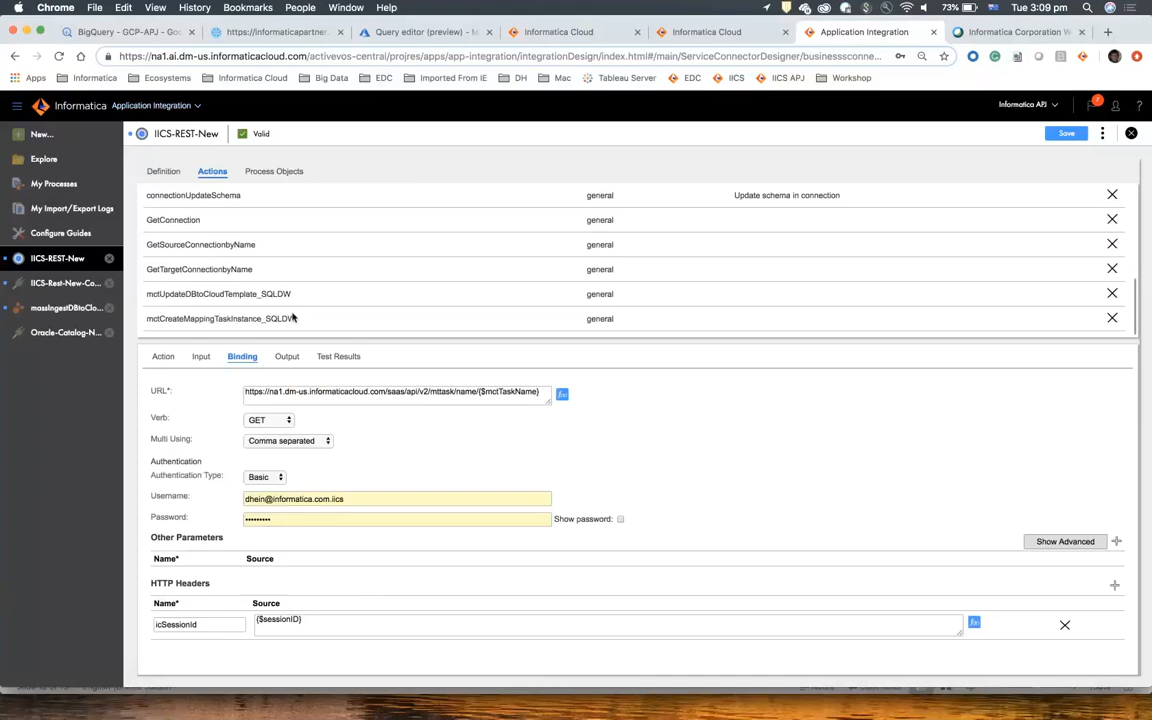 Chrome File Edit View History Bookmarks People Window Help
73% Tue 3:09 pm
BigQuery - GCP-APJ - Goo
https://informaticapartner.
Query editor (preview) - M
Informatica Cloud
Informatica Cloud
Application Integration
Informatica Corporation W
https://na1.ai.dm-us.informaticacloud.com/activevos-central/projres/apps/app-integration/integrationDesign/index.html#/main/ServiceConnectorDesigner/businesssconne...
Apps Informatica Ecosystems Informatica Cloud Big Data EDC Imported From IE DH Mac Tableau Server EDC IICS IICS APJ Workshop
Informatica Application Integration
Informatica APJ
7
?
New...
IICS-REST-New
Valid
Save
Explore
My Processes
My Import/Export Logs
Configure Guides
IICS-REST-New
IICS-Rest-New-Co...
massIngestDBtoClo...
Oracle-Catalog-N...
Definition Actions Process Objects
connectionUpdateSchema general Update schema in connection
GetConnection general
GetSourceConnectionbyName general
GetTargetConnectionbyName general
mctUpdateDBtoCloudTemplate_SQLDW general
mctCreateMappingTaskInstance_SQLDW general
Action Input Binding Output Test Results
URL*: https://na1.dm-us.informaticacloud.com/saas/api/v2/mttask/name/{$mctTaskName}
Verb: GET
Multi Using: Comma separated
Authentication
Authentication Type: Basic
Username: dhein@informatica.com.iics
Password: •••••••••
Show password:
Other Parameters
Show Advanced
Name* Source
HTTP Headers
Name* Source
icSessionId {$sessionID}